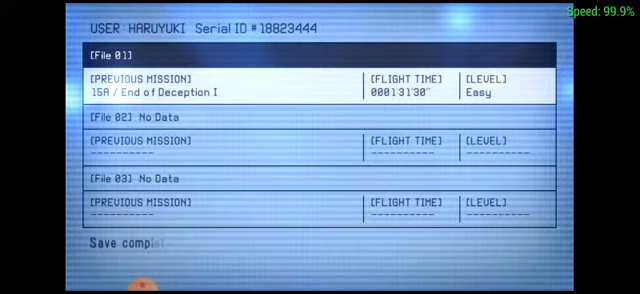 Speed: 99.9%
USER: HARUYUKI Serial ID #18823444
[File 01]
[PREVIOUS MISSION] [FLIGHT TIME] [LEVEL]
15A / End of Deception I 0001:31'30" Easy
[File 02] No Data
[PREVIOUS MISSION] [FLIGHT TIME] [LEVEL]
---------- ---------- ----------
[File 03] No Data
[PREVIOUS MISSION] [FLIGHT TIME] [LEVEL]
---------- ---------- ----------
Save complet